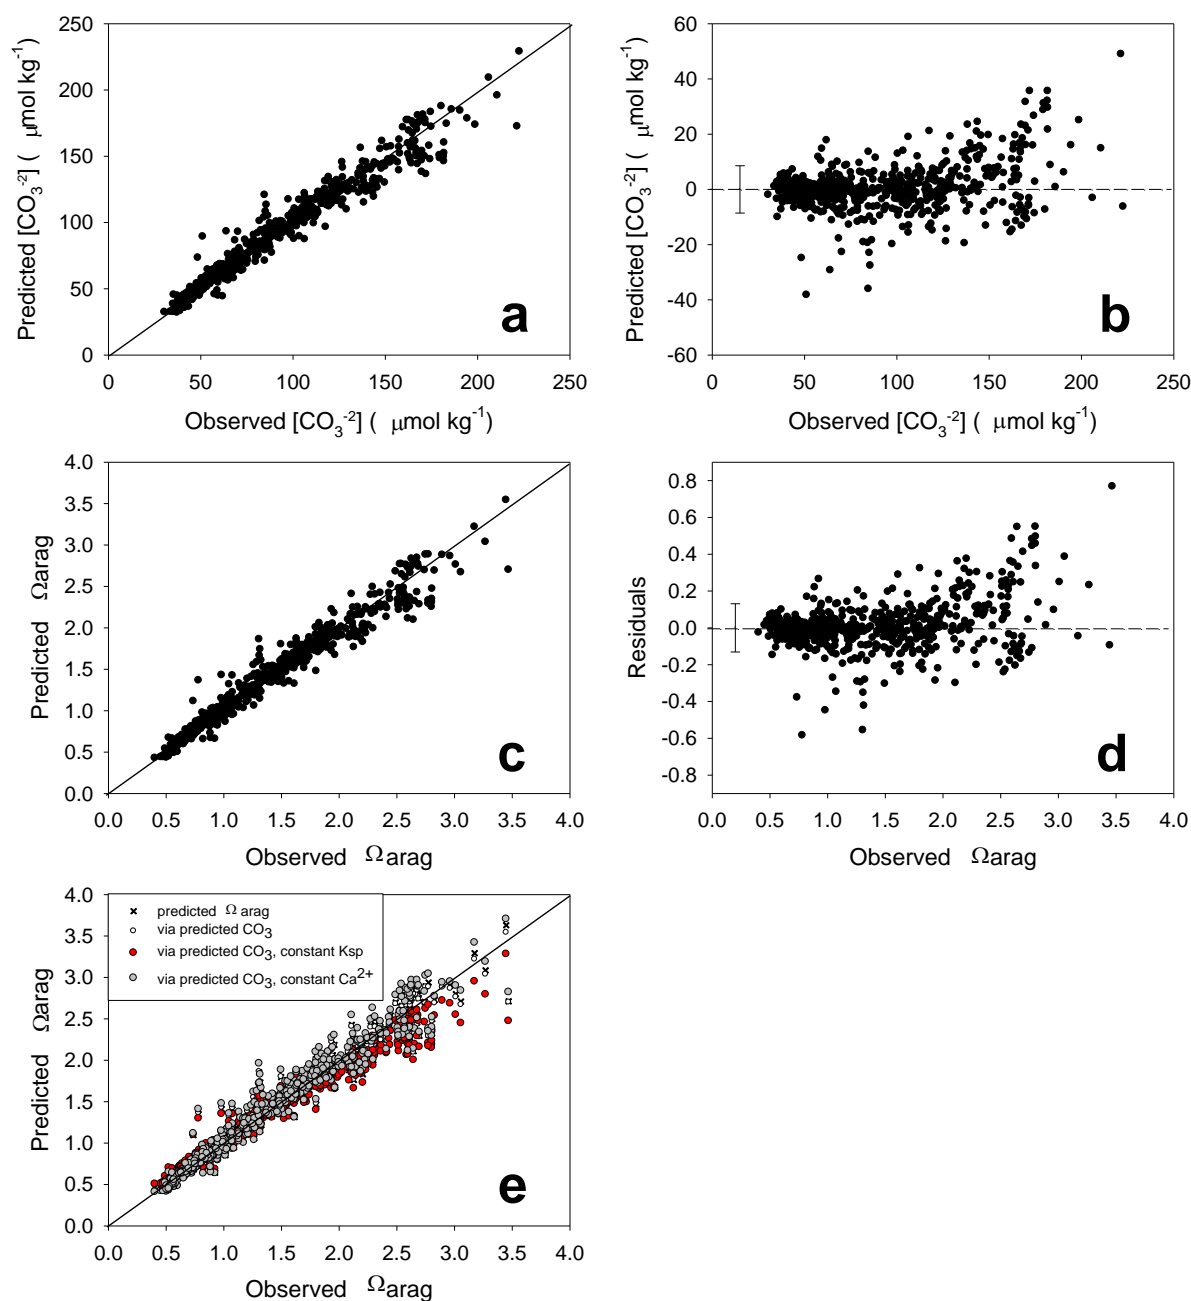 250
200
150
100
50
0
Predicted [CO₃⁻²] ( μmol kg⁻¹)
a
0 50 100 150 200 250
Observed [CO₃⁻²] ( μmol kg⁻¹)
60
40
20
0
-20
-40
-60
Predicted [CO₃⁻²] ( μmol kg⁻¹)
b
0 50 100 150 200 250
Observed [CO₃⁻²] ( μmol kg⁻¹)
4.0
3.5
3.0
2.5
2.0
1.5
1.0
0.5
0.0
Predicted Ωarag
c
0.0 0.5 1.0 1.5 2.0 2.5 3.0 3.5 4.0
Observed Ωarag
0.8
0.6
0.4
0.2
0.0
-0.2
-0.4
-0.6
-0.8
Residuals
d
0.0 0.5 1.0 1.5 2.0 2.5 3.0 3.5 4.0
Observed Ωarag
4.0
3.5
3.0
2.5
2.0
1.5
1.0
0.5
0.0
Predicted Ωarag
predicted Ω arag
via predicted CO₃
via predicted CO₃, constant Ksp
via predicted CO₃, constant Ca²⁺
e
0.0 0.5 1.0 1.5 2.0 2.5 3.0 3.5 4.0
Observed Ωarag